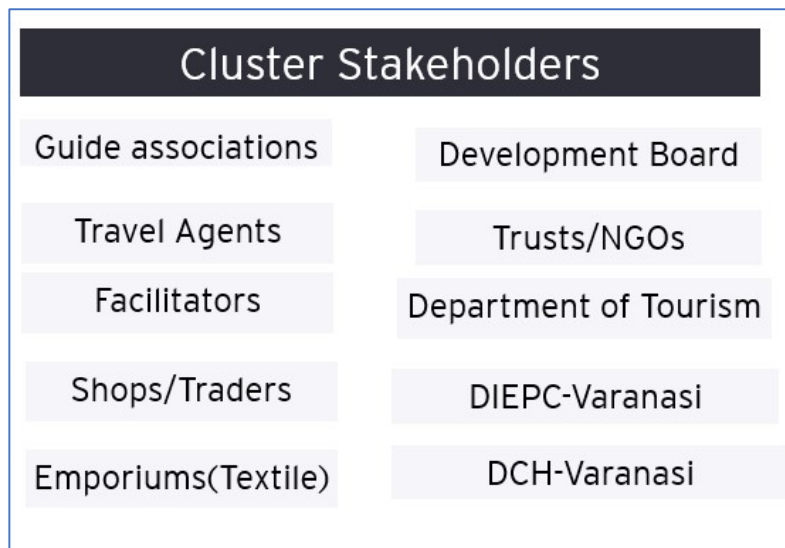 Cluster Stakeholders
Guide associations
Development Board
Travel Agents
Trusts/NGOs
Facilitators
Department of Tourism
Shops/Traders
DIEPC-Varanasi
Emporiums(Textile)
DCH-Varanasi